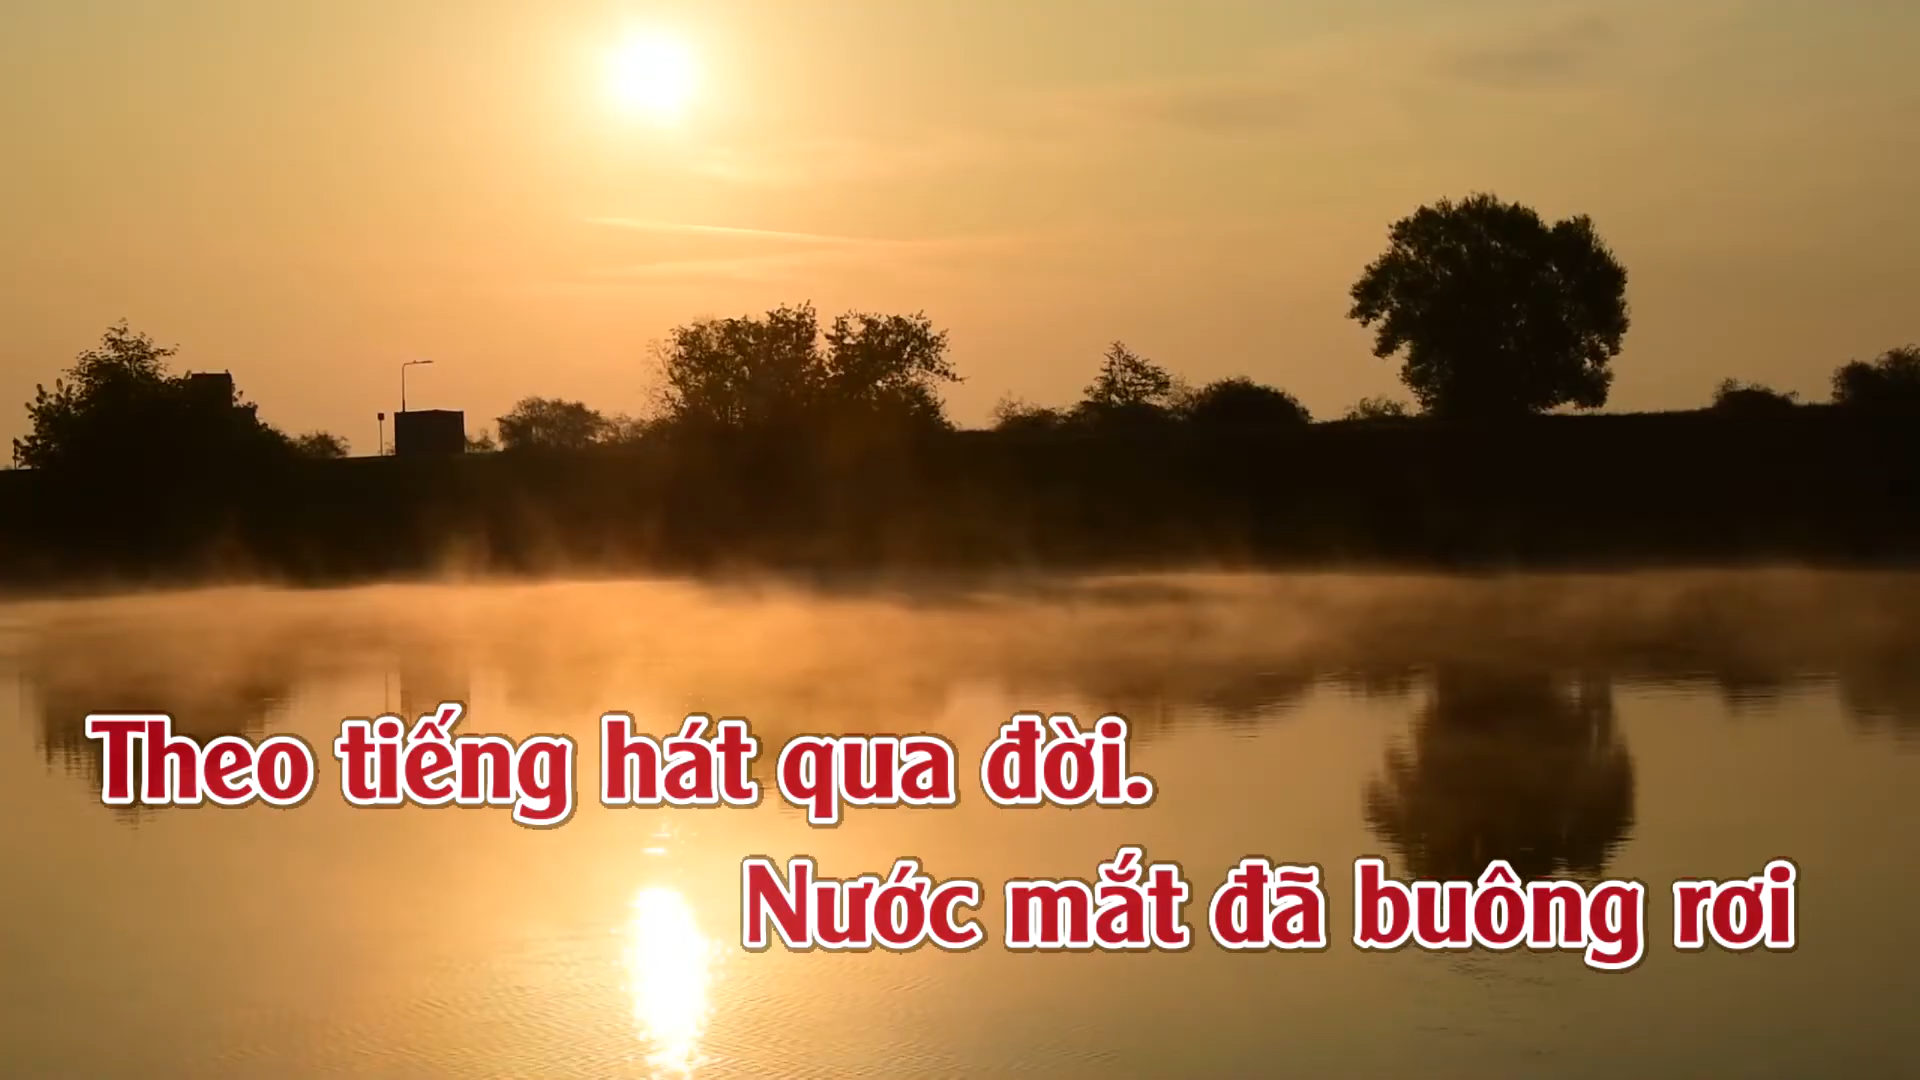 Theo tiếng hát qua đời.
Nước mắt đã buông rơi